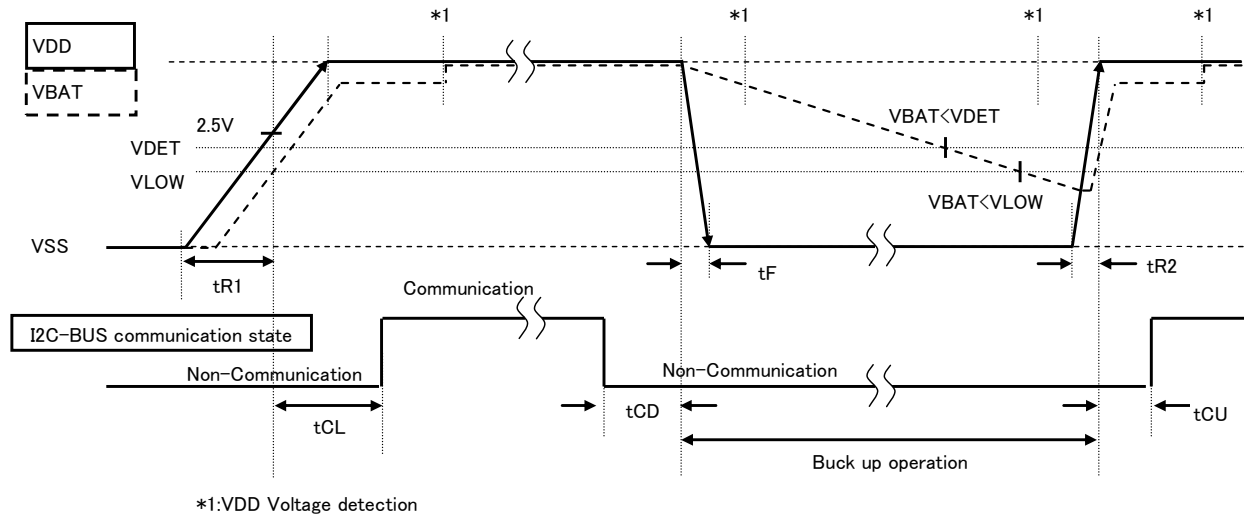 *1 *1 *1 *1
VDD
VBAT
2.5V
VDET
VLOW
VBAT<VDET
VBAT<VLOW
VSS
tR1 tF tR2
Communication
I2C-BUS communication state
Non-Communication Non-Communication
tCL tCD tCU
Buck up operation
*1:VDD Voltage detection